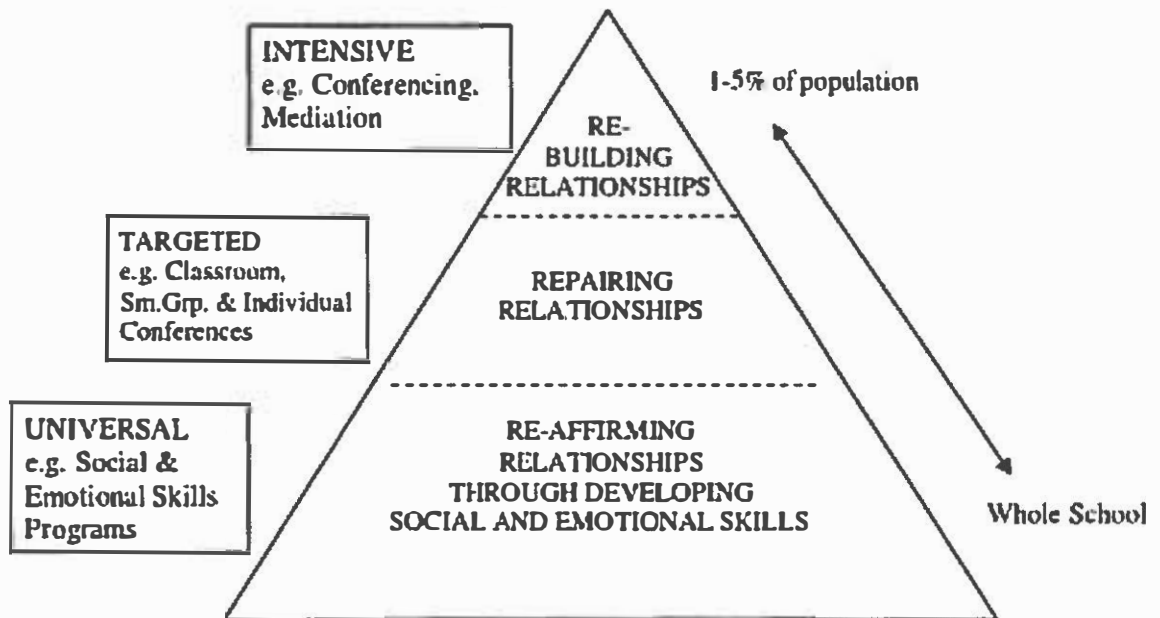 INTENSIVE
e.g. Conferencing,
Mediation
1-5% of population
RE-
BUILDING
RELATIONSHIPS
TARGETED
e.g. Classroom,
Sm.Grp. & Individual
Conferences
REPAIRING
RELATIONSHIPS
UNIVERSAL
e.g. Social &
Emotional Skills
Programs
RE-AFFIRMING
RELATIONSHIPS
THROUGH DEVELOPING
SOCIAL AND EMOTIONAL SKILLS
Whole School